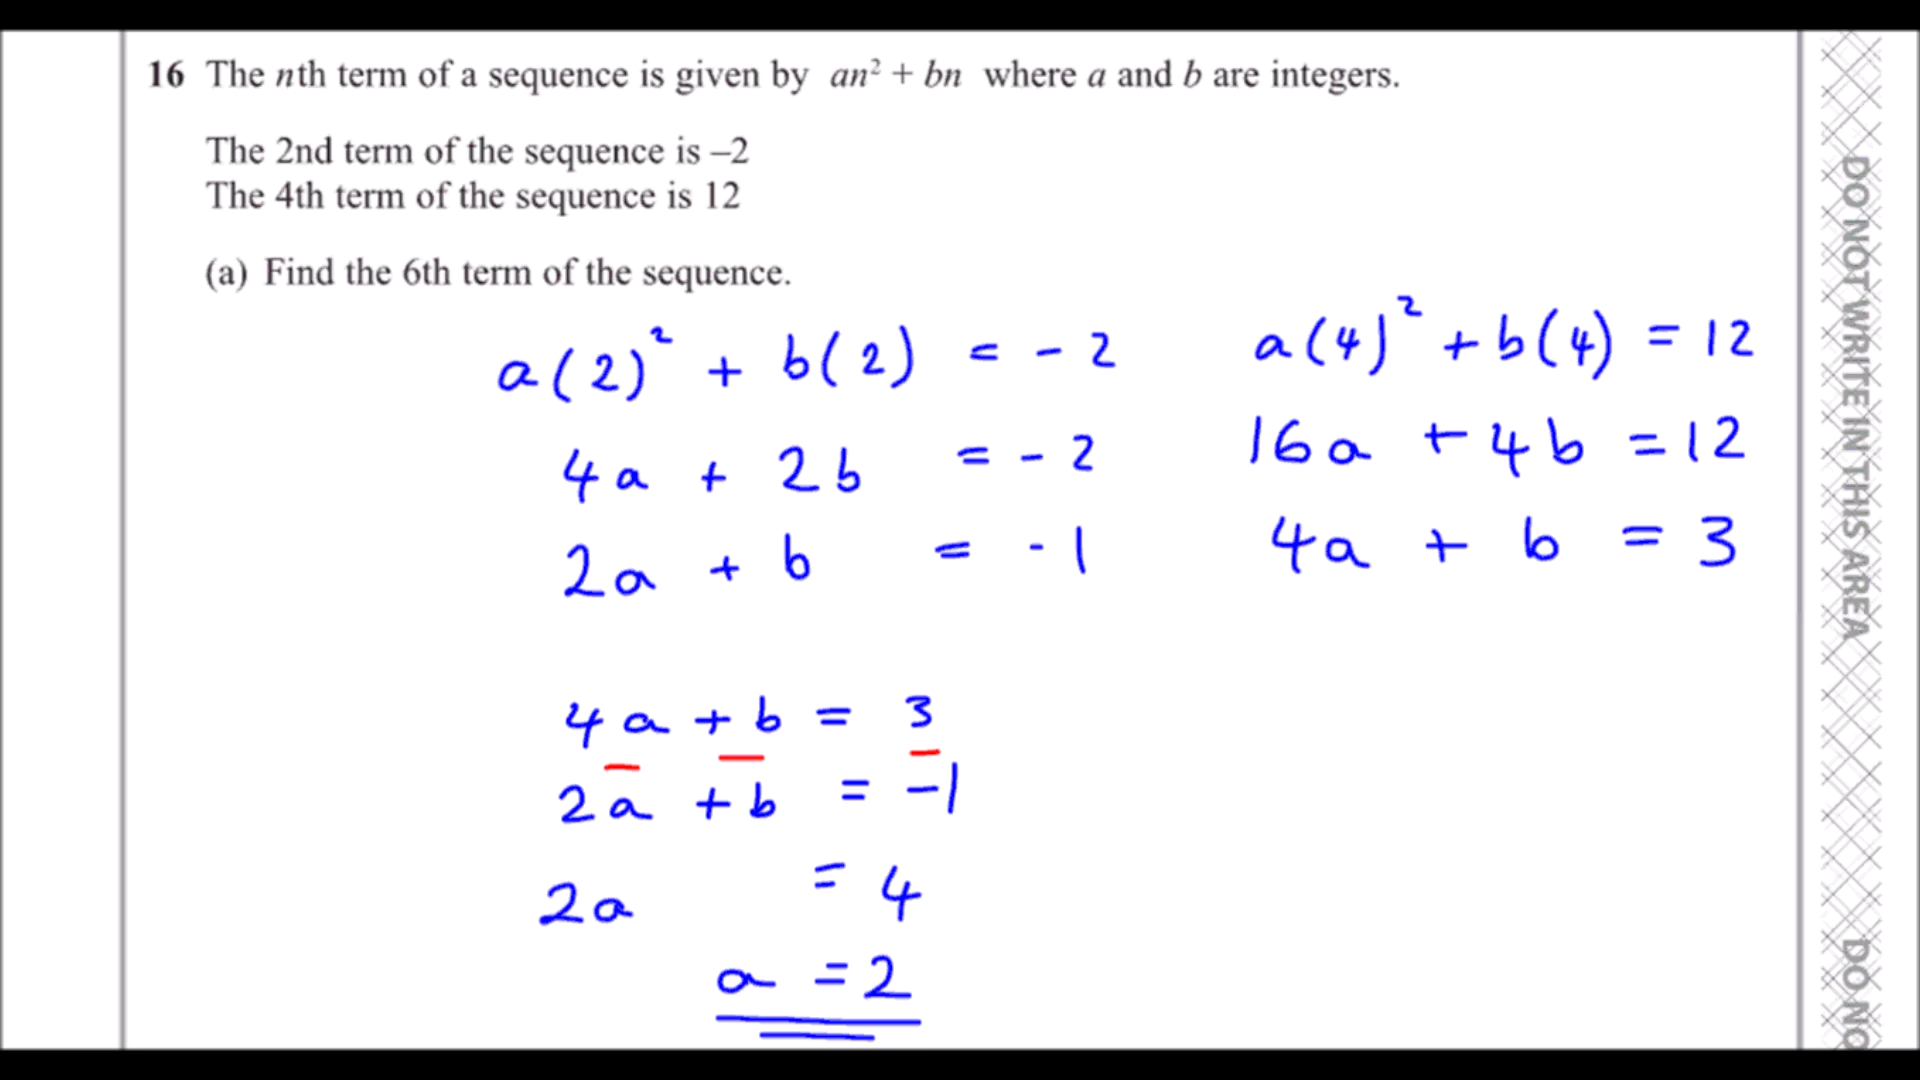 16 The nth term of a sequence is given by an² + bn where a and b are integers.
The 2nd term of the sequence is –2
The 4th term of the sequence is 12
(a) Find the 6th term of the sequence.
a(2)² + b(2) = -2
4a + 2b = -2
2a + b = -1
a(4)² + b(4) = 12
16a + 4b = 12
4a + b = 3
4a + b = 3
2a + b = -1
2a = 4
a = 2
DO NOT WRITE IN THIS AREA
DO NO